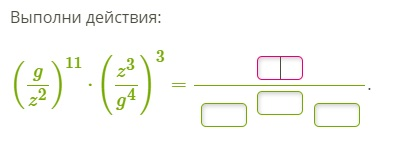 Выполни действия:
(g/z²)¹¹ · (z³/g⁴)³ = .